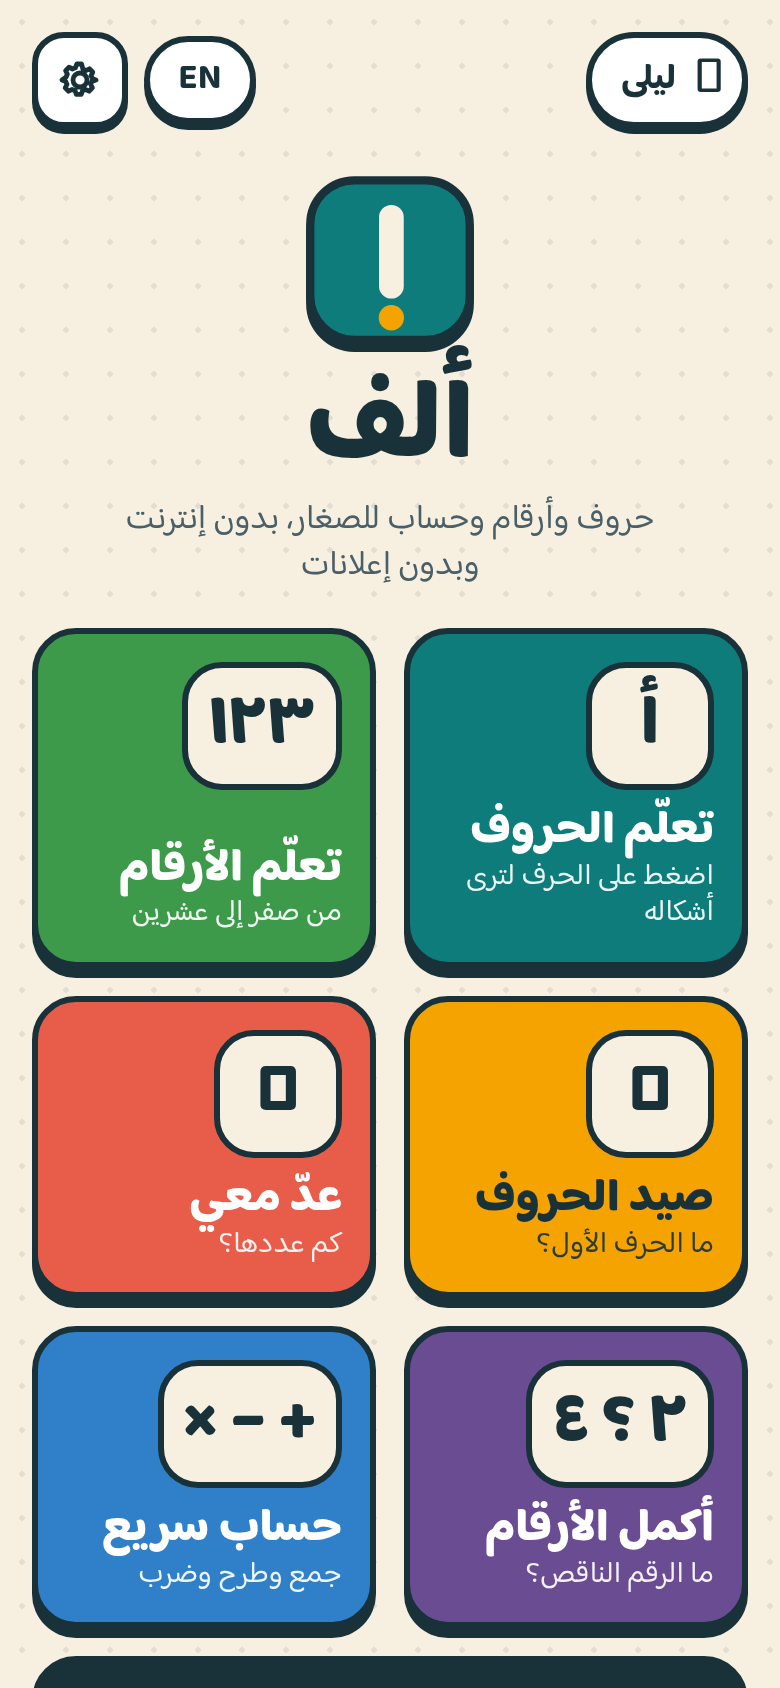 ليلى
EN
ألف
حروف وأرقام وحساب للصغار، بدون إنترنت
وبدون إعلانات
أ
تعلّم الحروف
اضغط على الحرف لترى
أشكاله
١٢٣
تعلّم الأرقام
من صفر إلى عشرين
صيد الحروف
ما الحرف الأول؟
عدّ معي
كم عددها؟
٢ ؟ ٤
أكمل الأرقام
ما الرقم الناقص؟
+ − ×
حساب سريع
جمع وطرح وضرب